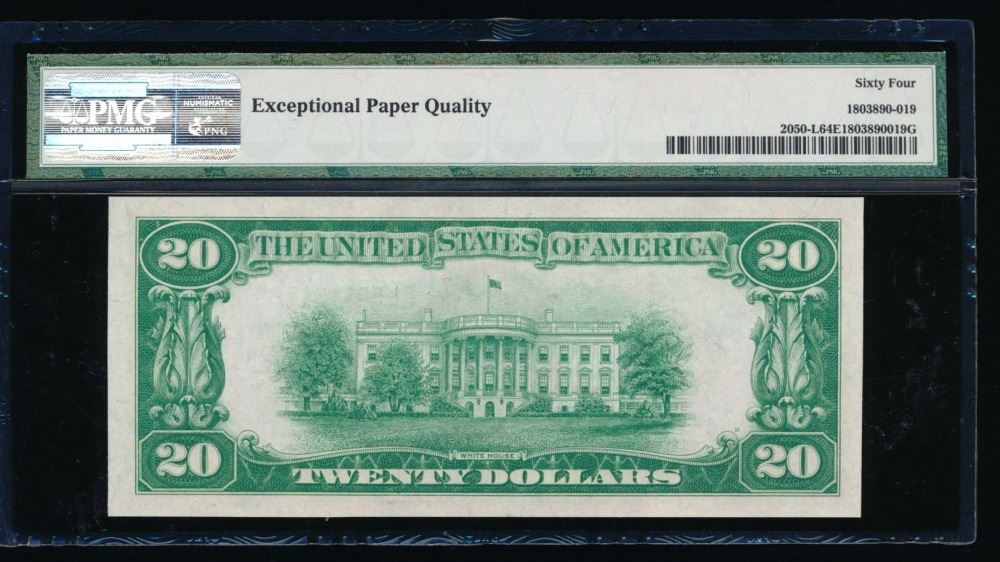 PMG
PAPER MONEY GUARANTY
NUMISMATIC
PNG
Exceptional Paper Quality
Sixty Four
1803890-019
2050-L64E1803890019G
20 THE UNITED STATES OF AMERICA 20
WHITE HOUSE
20 TWENTY DOLLARS 20